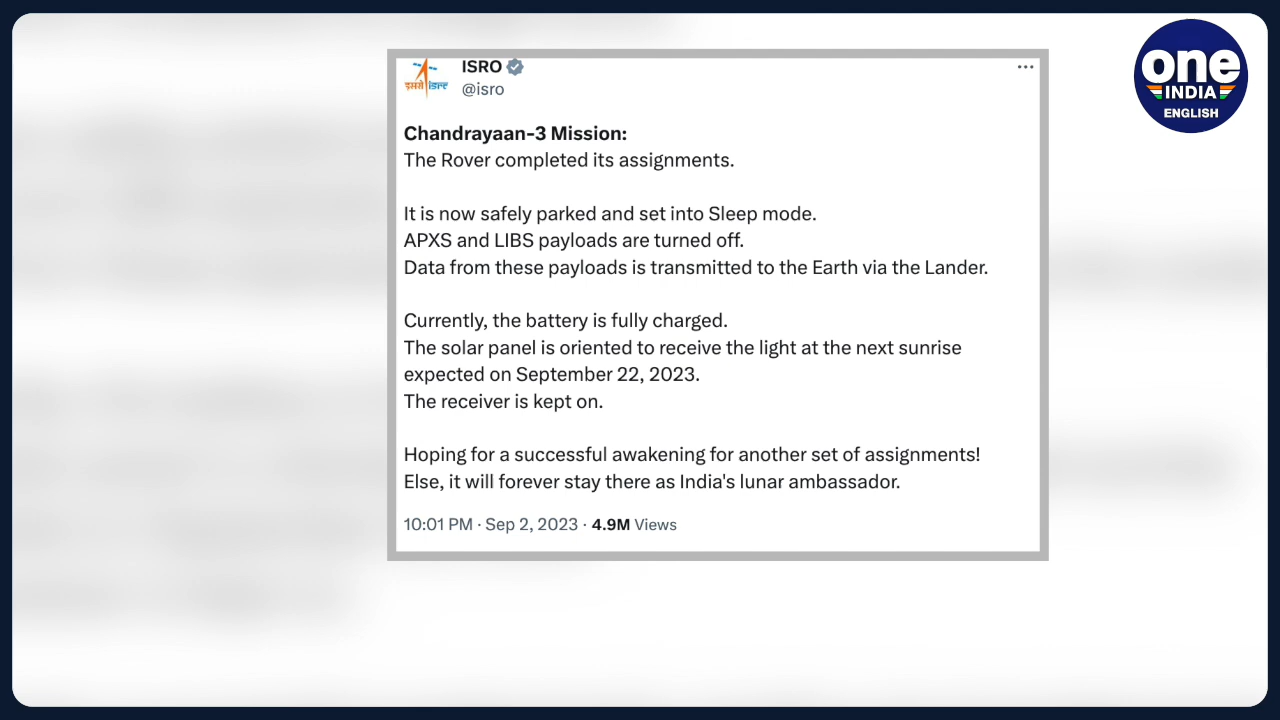 ISRO
@isro
इसरो isro
Chandrayaan-3 Mission:
The Rover completed its assignments.
It is now safely parked and set into Sleep mode.
APXS and LIBS payloads are turned off.
Data from these payloads is transmitted to the Earth via the Lander.
Currently, the battery is fully charged.
The solar panel is oriented to receive the light at the next sunrise
expected on September 22, 2023.
The receiver is kept on.
Hoping for a successful awakening for another set of assignments!
Else, it will forever stay there as India's lunar ambassador.
10:01 PM · Sep 2, 2023 · 4.9M Views
one
INDIA
ENGLISH